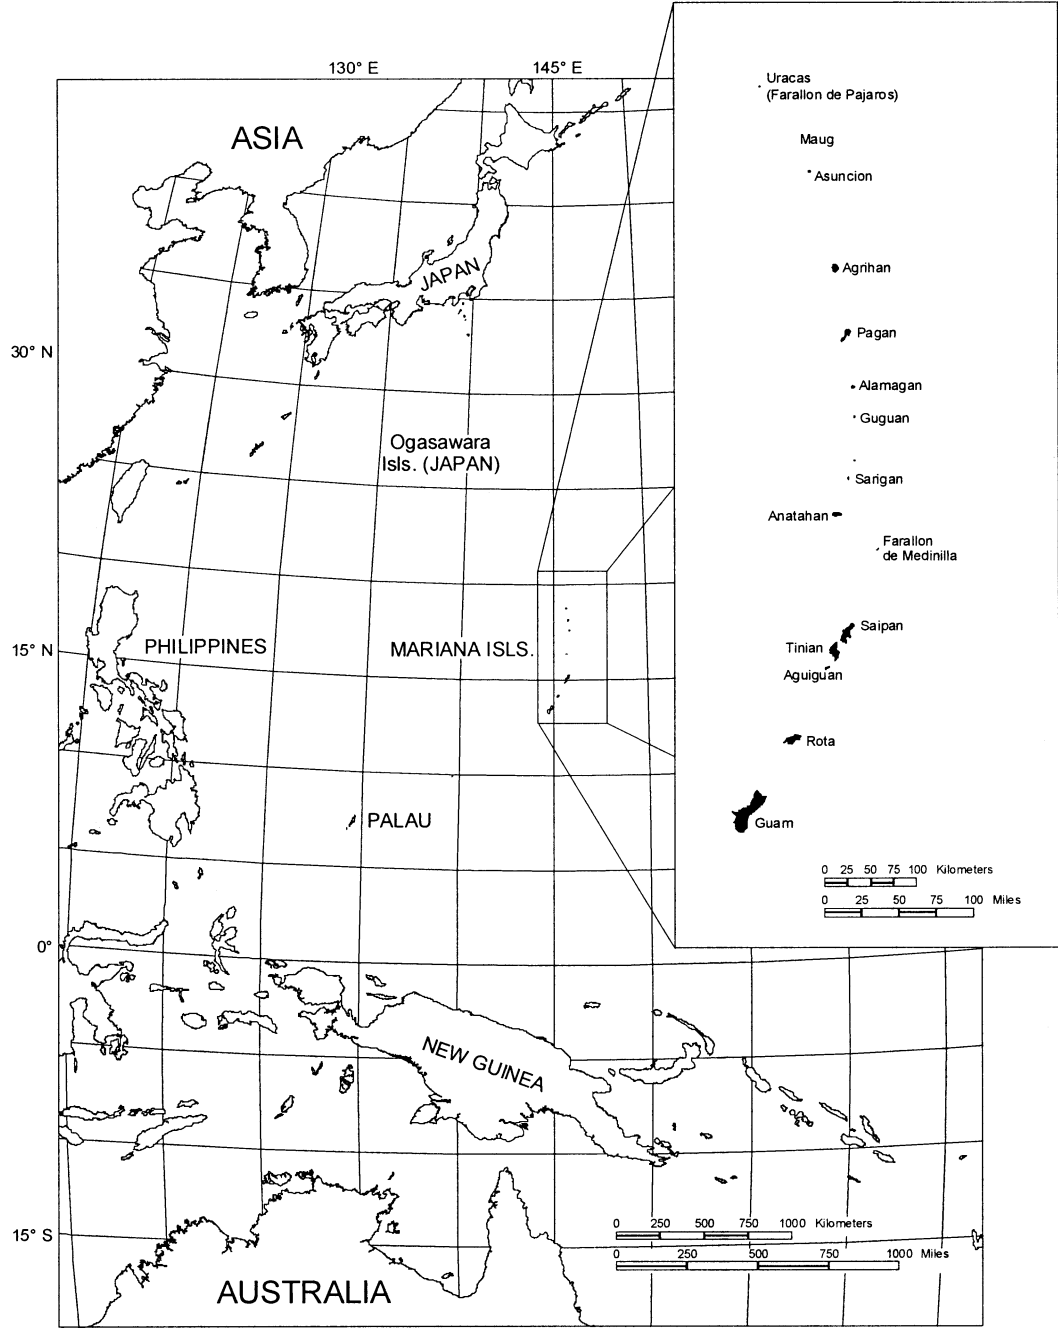 130° E
145° E
Uracas
(Farallon de Pajaros)
ASIA
Maug
Asuncion
JAPAN
Agrihan
Pagan
30° N
Alamagan
Guguan
Ogasawara
Isls. (JAPAN)
Sarigan
Anatahan
Farallon
de Medinilla
Saipan
PHILIPPINES
MARIANA ISLS.
Tinian
15° N
Aguiguan
Rota
PALAU
Guam
0 25 50 75 100 Kilometers
0 25 50 75 100 Miles
0°
NEW GUINEA
15° S
0 250 500 750 1000 Kilometers
0 250 500 750 1000 Miles
AUSTRALIA